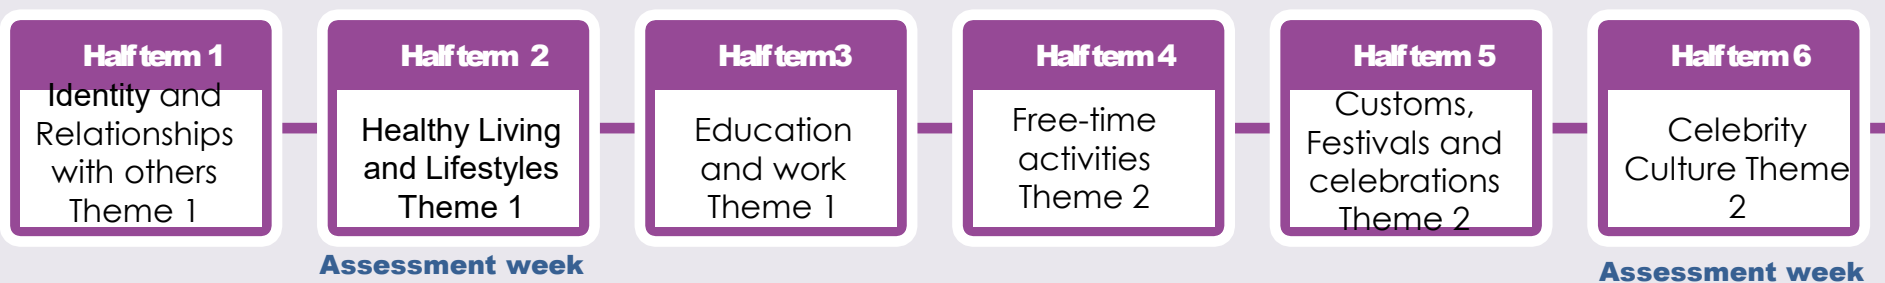 Half term 1
Identity and
Relationships
with others
Theme 1
Half term 2
Healthy Living
and Lifestyles
Theme 1
Assessment week
Half term3
Education
and work
Theme 1
Half term 4
Free-time
activities
Theme 2
Half term 5
Customs,
Festivals and
celebrations
Theme 2
Half term 6
Celebrity
Culture Theme
2
Assessment week